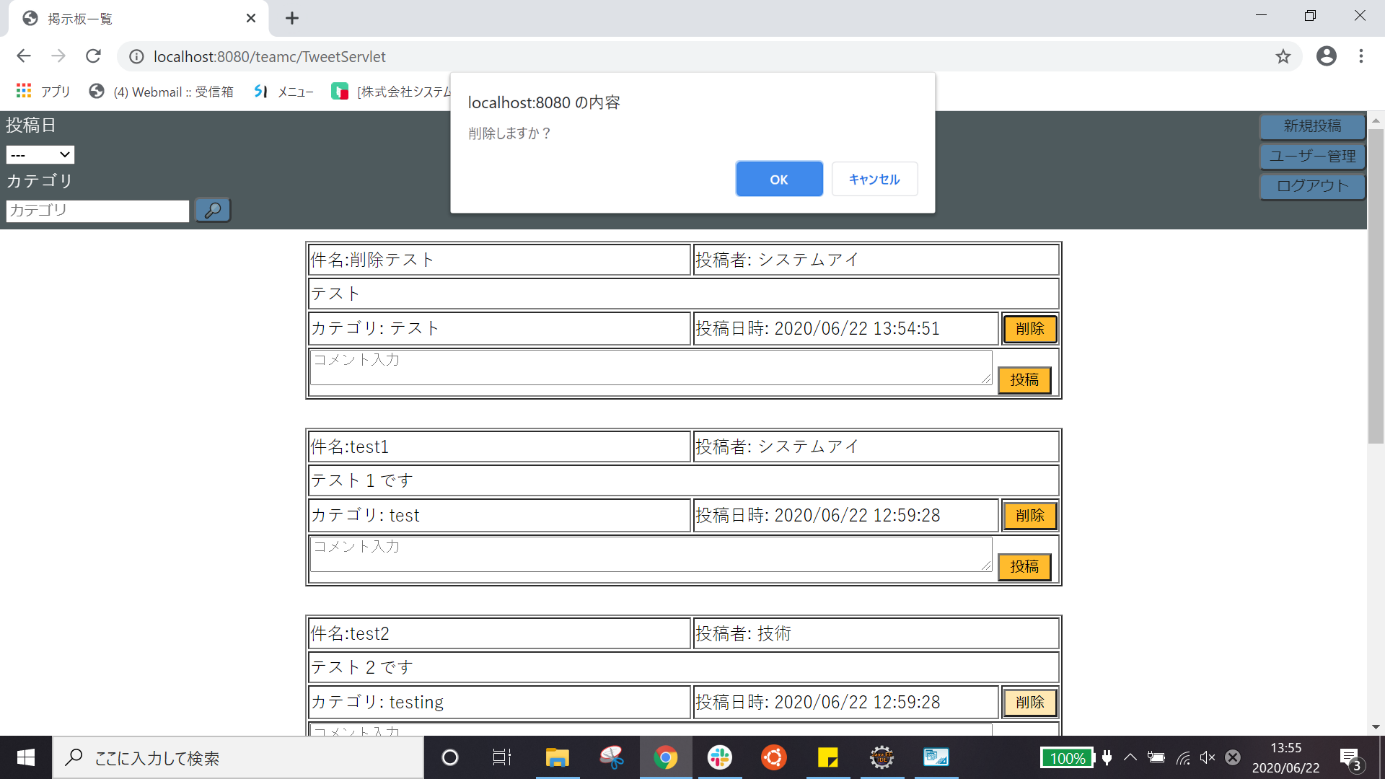 掲示板一覧
localhost:8080/teamc/TweetServlet
アプリ
(4) Webmail :: 受信箱
メニュー
[株式会社システム
localhost:8080 の内容
削除しますか？
OK
キャンセル
投稿日
---
カテゴリ
カテゴリ
新規投稿
ユーザー管理
ログアウト
件名:削除テスト 投稿者: システムアイ
テスト
カテゴリ: テスト 投稿日時: 2020/06/22 13:54:51 削除
コメント入力 投稿
件名:test1 投稿者: システムアイ
テスト１です
カテゴリ: test 投稿日時: 2020/06/22 12:59:28 削除
コメント入力 投稿
件名:test2 投稿者: 技術
テスト２です
カテゴリ: testing 投稿日時: 2020/06/22 12:59:28 削除
コメント入力
ここに入力して検索
100%
13:55
2020/06/22
3